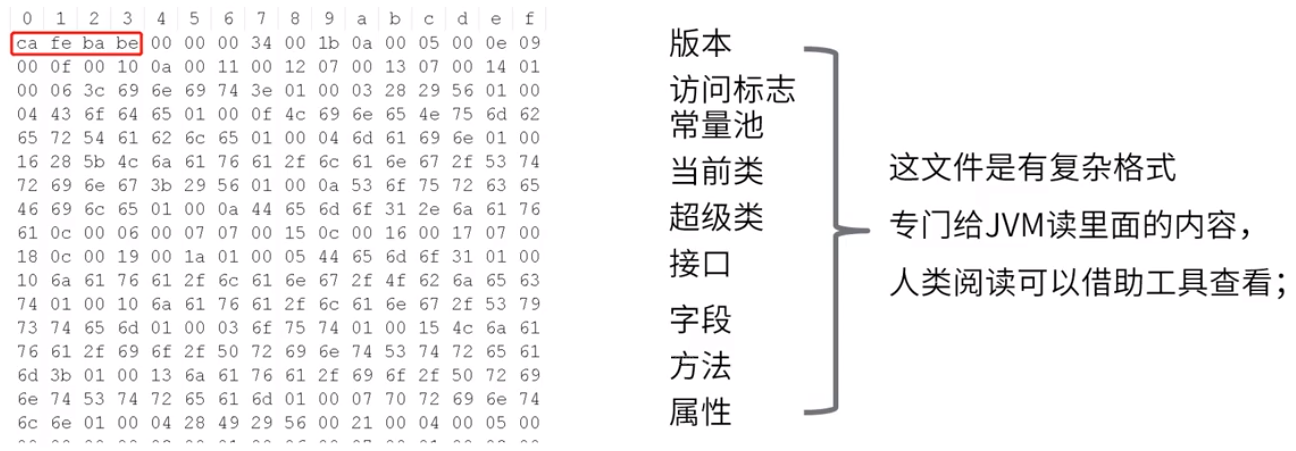 0 1 2 3 4 5 6 7 8 9 a b c d e f
ca fe ba be 00 00 00 34 00 1b 0a 00 05 00 0e 09
00 0f 00 10 0a 00 11 00 12 07 00 13 07 00 14 01
00 06 3c 69 6e 69 74 3e 01 00 03 28 29 56 01 00
04 43 6f 64 65 01 00 0f 4c 69 6e 65 4e 75 6d 62
65 72 54 61 62 6c 65 01 00 04 6d 61 69 6e 01 00
16 28 5b 4c 6a 61 76 61 2f 6c 61 6e 67 2f 53 74
72 69 6e 67 3b 29 56 01 00 0a 53 6f 75 72 63 65
46 69 6c 65 01 00 0a 44 65 6d 6f 31 2e 6a 61 76
61 0c 00 06 00 07 07 00 15 0c 00 16 00 17 07 00
18 0c 00 19 00 1a 01 00 05 44 65 6d 6f 31 01 00
10 6a 61 76 61 2f 6c 61 6e 67 2f 4f 62 6a 65 63
74 01 00 10 6a 61 76 61 2f 6c 61 6e 67 2f 53 79
73 74 65 6d 01 00 03 6f 75 74 01 00 15 4c 6a 61
76 61 2f 69 6f 2f 50 72 69 6e 74 53 74 72 65 61
6d 3b 01 00 13 6a 61 76 61 2f 69 6f 2f 50 72 69
6e 74 53 74 72 65 61 6d 01 00 07 70 72 69 6e 74
6c 6e 01 00 04 28 49 29 56 00 21 00 04 00 05 00
版本
访问标志
常量池
当前类
超级类
接口
字段
方法
属性
这文件是有复杂格式
专门给JVM读里面的内容，
人类阅读可以借助工具查看；